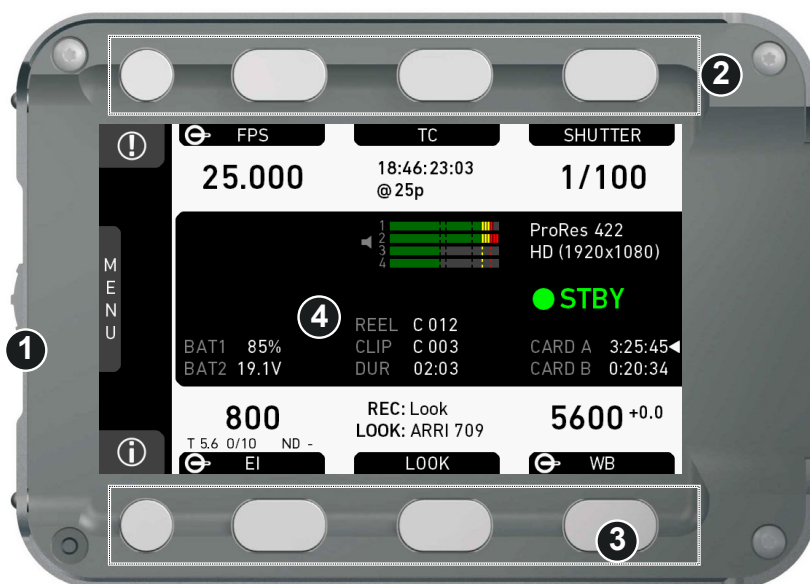 2
!
FPS
TC
SHUTTER
25.000
18:46:23:03
@ 25p
1/100
1
2
3
4
ProRes 422
HD (1920x1080)
STBY
MENU
4
1
REEL C 012
BAT1 85%
CLIP C 003
CARD A 3:25:45
BAT2 19.1V
DUR 02:03
CARD B 0:20:34
800
REC: Look
5600 +0.0
T 5.6 0/10 ND -
LOOK: ARRI 709
i
EI
LOOK
WB
3